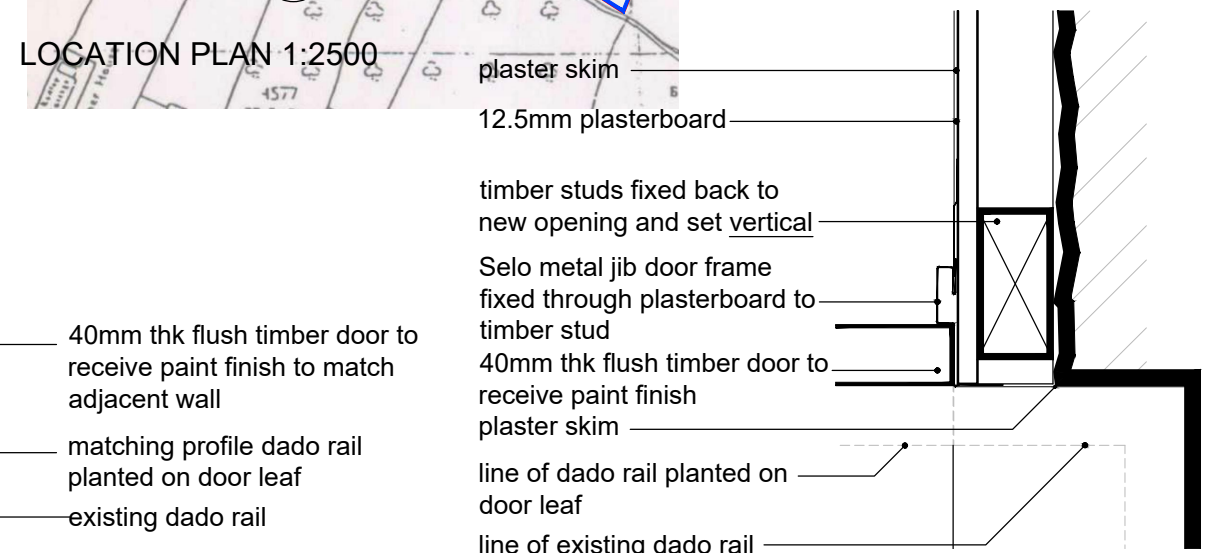 LOCATION PLAN 1:2500
4577
plaster skim
12.5mm plasterboard
timber studs fixed back to
new opening and set vertical
Selo metal jib door frame
fixed through plasterboard to
timber stud
40mm thk flush timber door to
receive paint finish
plaster skim
line of dado rail planted on
door leaf
line of existing dado rail
40mm thk flush timber door to
receive paint finish to match
adjacent wall
matching profile dado rail
planted on door leaf
existing dado rail